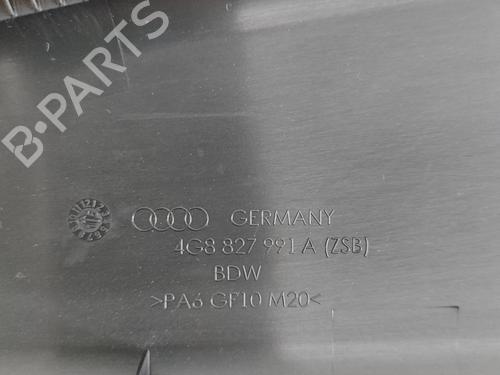 B-PARTS
GERMANY
4G8 827 991 A (ZSB)
BDW
>PA6 GF10 M20<